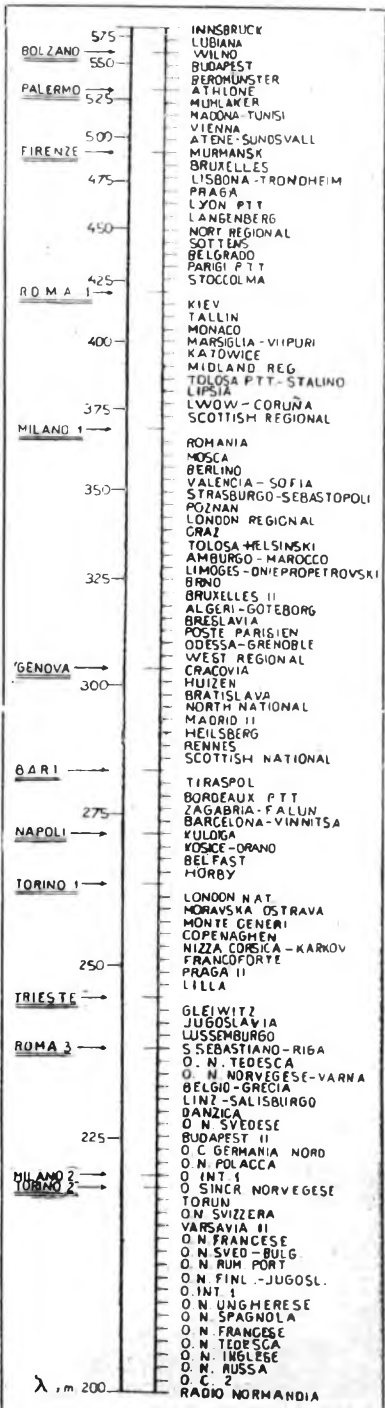 575
BOLZANO
550
PALERMO
525
500
FIRENZE
475
450
425
ROMA 1
400
375
MILANO 1
350
325
GENOVA
300
BARI
275
NAPOLI
TORINO 1
250
TRIESTE
ROMA 3
225
MILANO 2
TORINO 2
λ, m 200
INNSBRUCK
LUBIANA
WILNO
BUDAPEST
BEROMUNSTER
ATHLONE
MUHLAKER
MADONA-TUNISI
VIENNA
ATENE-SUNDSVALL
MURMANSK
BRUXELLES
LISBONA-TRONDHEIM
PRAGA
LYON PTT
LANGENBERG
NORT REGIONAL
SOTTENS
BELGRADO
PARIGI PTT
STOCCOLMA
KIEV
TALLIN
MONACO
MARSIGLIA-VIIPURI
KATOWICE
MIDLAND REG
TOLOSA PTT-STALINO
LIPSIA
LWOW-CORUÑA
SCOTTISH REGIONAL
ROMANIA
MOSCA
BERLINO
VALENCIA-SOFIA
STRASBURGO-SEBASTOPOLI
POZNAN
LONDON REGIONAL
GRAZ
TOLOSA-HELSINSKI
AMBURGO-MAROCCO
LIMOGES-DNIEPROPETROVSKI
BRNO
BRUXELLES II
ALGERI-GOTEBORG
BRESLAVIA
POSTE PARISIEN
ODESSA-GRENOBLE
WEST REGIONAL
CRACOVIA
HUIZEN
BRATISLAVA
NORTH NATIONAL
MADRID II
HEILSBERG
RENNES
SCOTTISH NATIONAL
TIRASPOL
BORDEAUX PTT
ZAGABRIA-FALUN
BARCELONA-VINNITSA
KULDIGA
KOSICE-ORANO
BELFAST
HORBY
LONDON NAT
MORAVSKA OSTRAVA
MONTE CENERI
COPENAGHEN
NIZZA CORSICA-KARKOV
FRANCOFORTE
PRAGA II
LILLA
GLEIWITZ
JUGOSLAVIA
LUSSEMBURGO
S.SEBASTIANO-RIGA
O. N. TEDESCA
O. N. NORVEGESE-VARNA
BELGIO-GRECIA
LINZ-SALISBURGO
DANZICA
O N SVEDESE
BUDAPEST II
O C GERMANIA NORD
O.N. POLACCA
O INT. 1
O SINCR NORVEGESE
TORUN
O.N. SVIZZERA
VARSAVIA II
O N FRANCESE
O N. SVED-BULG.
O. N. RUM PORT
O. N. FINL.-JUGOSL.
O. INT. 1
O. N. UNGHERESE
O. N. SPAGNOLA
O. N. FRANCESE
O. N. TEDESCA
O. N. INGLESE
O. N. RUSSA
O. C. 2
RADIO NORMANDIA